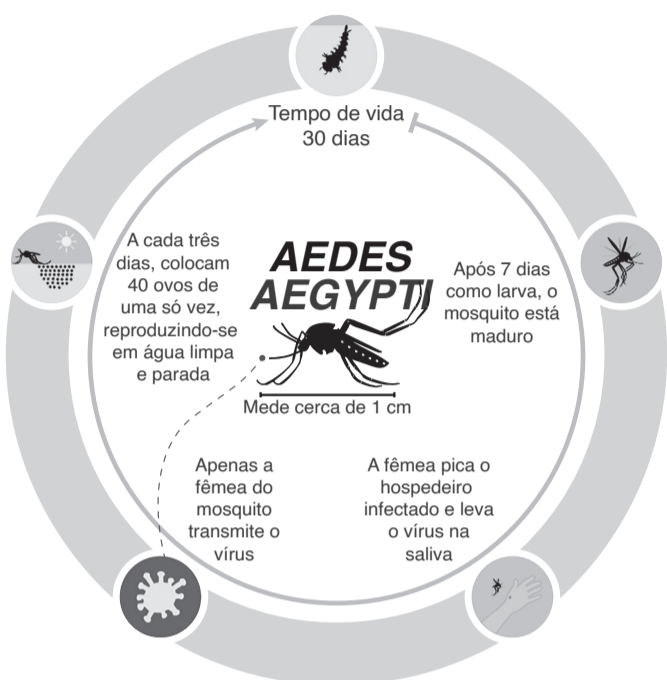 Tempo de vida
30 dias
A cada três
dias, colocam
40 ovos de
uma só vez,
reproduzindo-se
em água limpa
e parada
AEDES
AEGYPTI
Após 7 dias
como larva, o
mosquito está
maduro
Mede cerca de 1 cm
Apenas a
fêmea do
mosquito
transmite o
vírus
A fêmea pica o
hospedeiro
infectado e leva
o vírus na
saliva